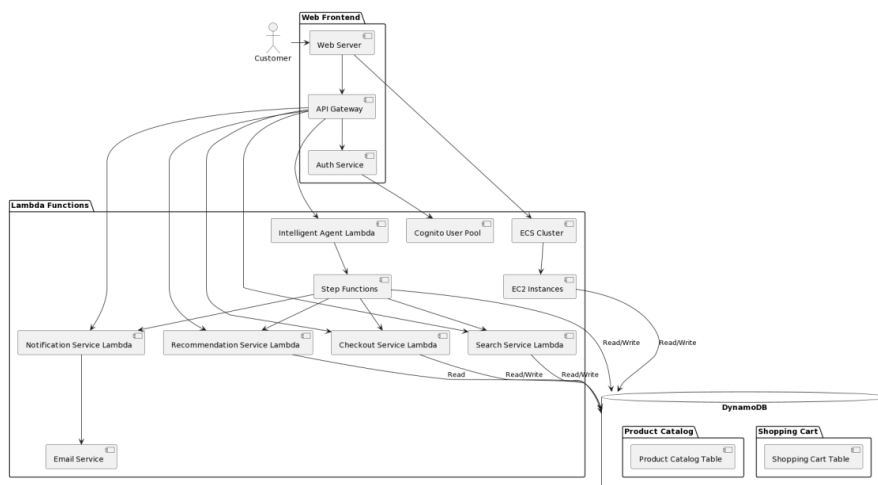 Web Frontend
Web Server
Customer
API Gateway
Auth Service
Lambda Functions
Intelligent Agent Lambda
Cognito User Pool
ECS Cluster
Step Functions
EC2 Instances
Notification Service Lambda
Recommendation Service Lambda
Checkout Service Lambda
Search Service Lambda
Read/Write
Read/Write
Read
Read/Write
Read/Write
DynamoDB
Product Catalog
Shopping Cart
Email Service
Product Catalog Table
Shopping Cart Table